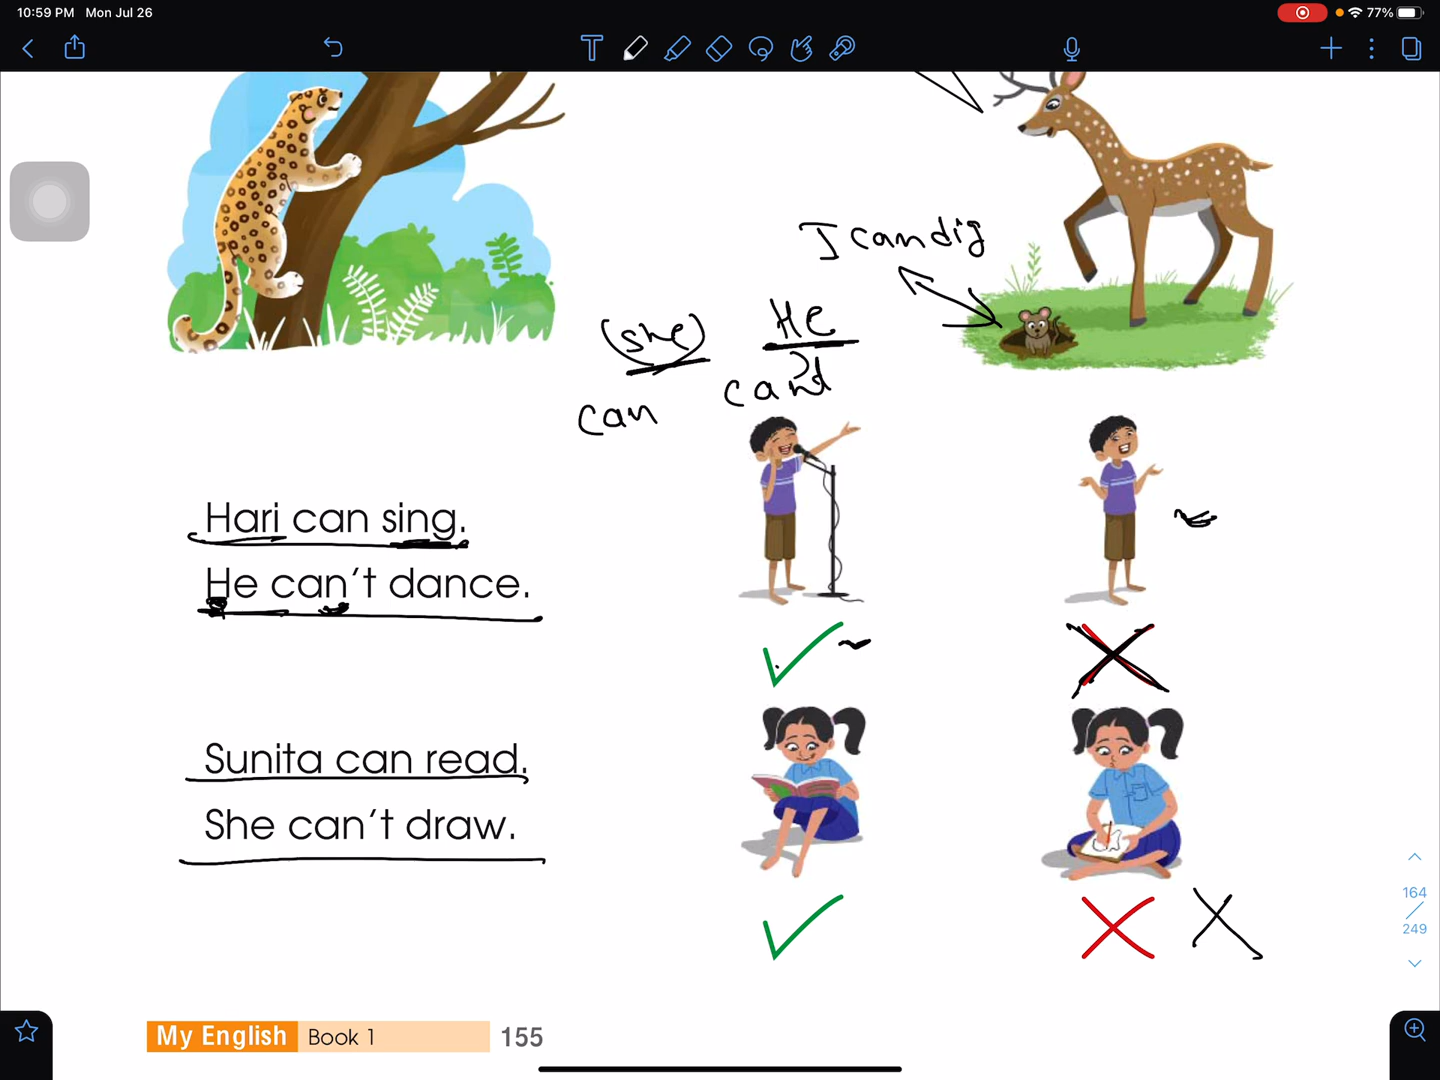 10:59 PM Mon Jul 26
77%
I can dig
(she) HE
can
Hari can sing.
He can't dance.
Sunita can read.
She can't draw.
164
249
My English Book 1 155